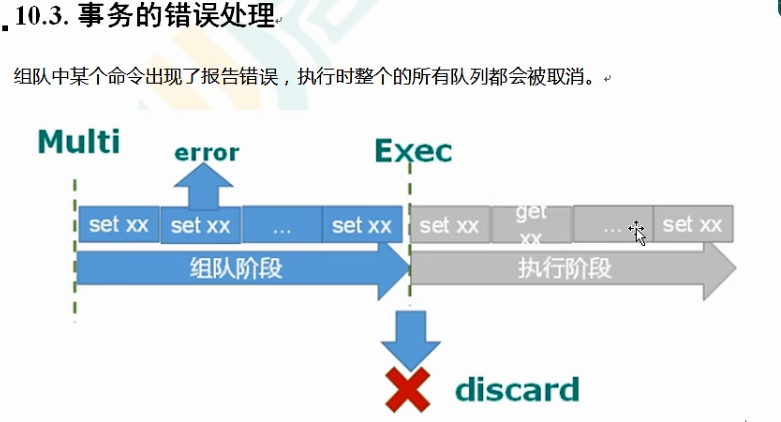 10.3. 事务的错误处理
组队中某个命令出现了报告错误，执行时整个的所有队列都会被取消。
Multi
error
Exec
set xx
set xx
...
set xx
set xx
get xx
...
set xx
组队阶段
执行阶段
discard